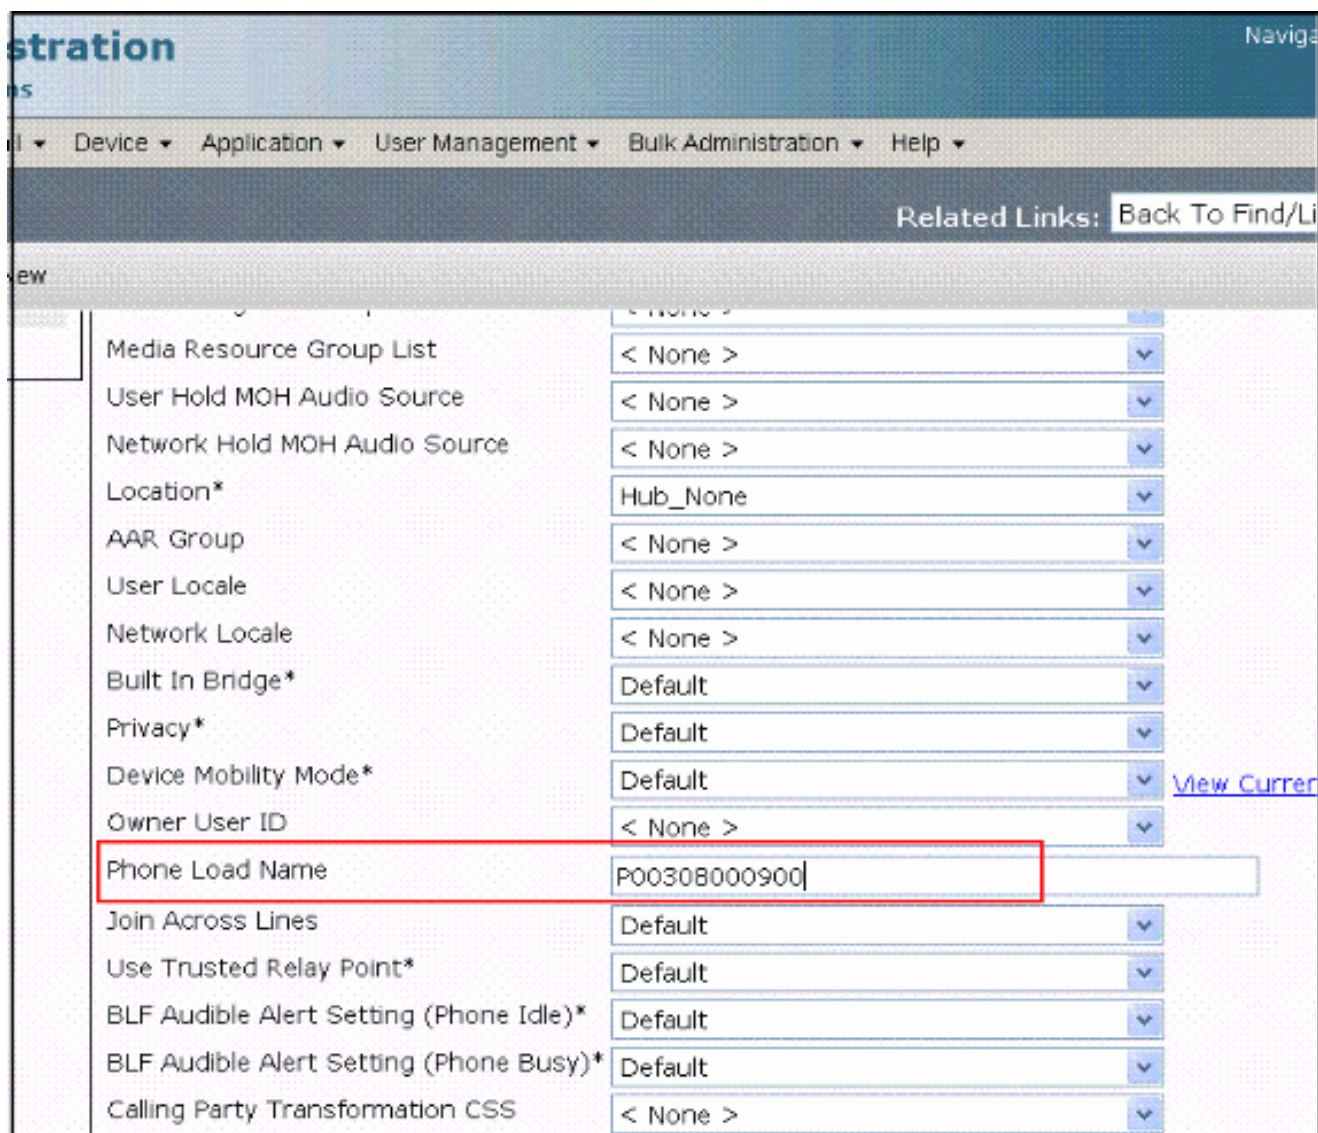 stration
Naviga
ns
l Device Application User Management Bulk Administration Help
Related Links: Back To Find/Li
ew
Media Resource Group List < None >
User Hold MOH Audio Source < None >
Network Hold MOH Audio Source < None >
Location* Hub_None
AAR Group < None >
User Locale < None >
Network Locale < None >
Built In Bridge* Default
Privacy* Default
Device Mobility Mode* Default View Curren
Owner User ID < None >
Phone Load Name P00308000900
Join Across Lines Default
Use Trusted Relay Point* Default
BLF Audible Alert Setting (Phone Idle)* Default
BLF Audible Alert Setting (Phone Busy)* Default
Calling Party Transformation CSS < None >